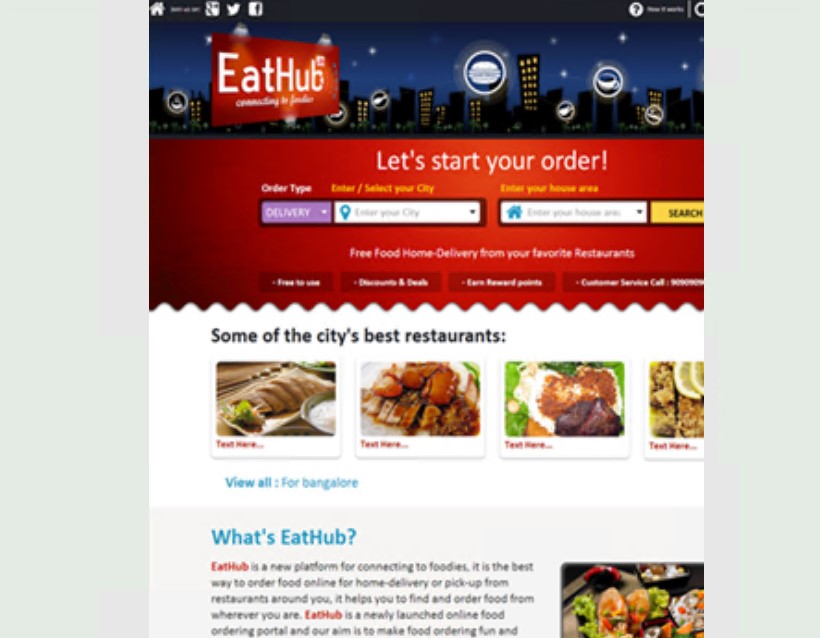 Join us on:
How it works
EatHub
connecting to foodies
Let's start your order!
Order Type
Enter / Select your City
Enter your house area
DELIVERY
Enter your City
Enter your house area
SEARCH
Free Food Home-Delivery from your favorite Restaurants
- Free to use
- Discounts & Deals
- Earn Reward points
- Customer Service Call : 9090909
Some of the city's best restaurants:
Text Here...
Text Here...
Text Here...
Text Here...
View all : For bangalore
What's EatHub?
EatHub is a new platform for connecting to foodies, it is the best
way to order food online for home-delivery or pick-up from
restaurants around you, it helps you to find and order food from
wherever you are. EatHub is a newly launched online food
ordering portal and our aim is to make food ordering fun and